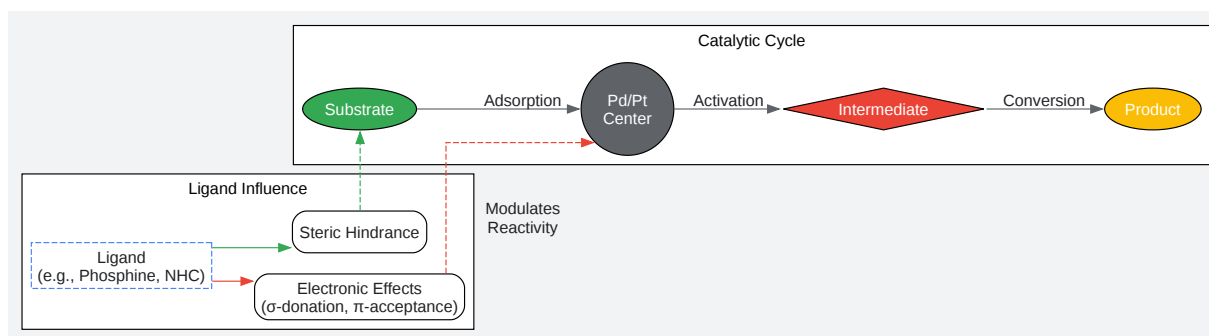 Catalytic Cycle
Substrate
Adsorption
Pd/Pt
Center
Activation
Intermediate
Conversion
Product
Ligand Influence
Steric Hindrance
Modulates
Reactivity
Ligand
(e.g., Phosphine, NHC)
Electronic Effects
(σ-donation, π-acceptance)